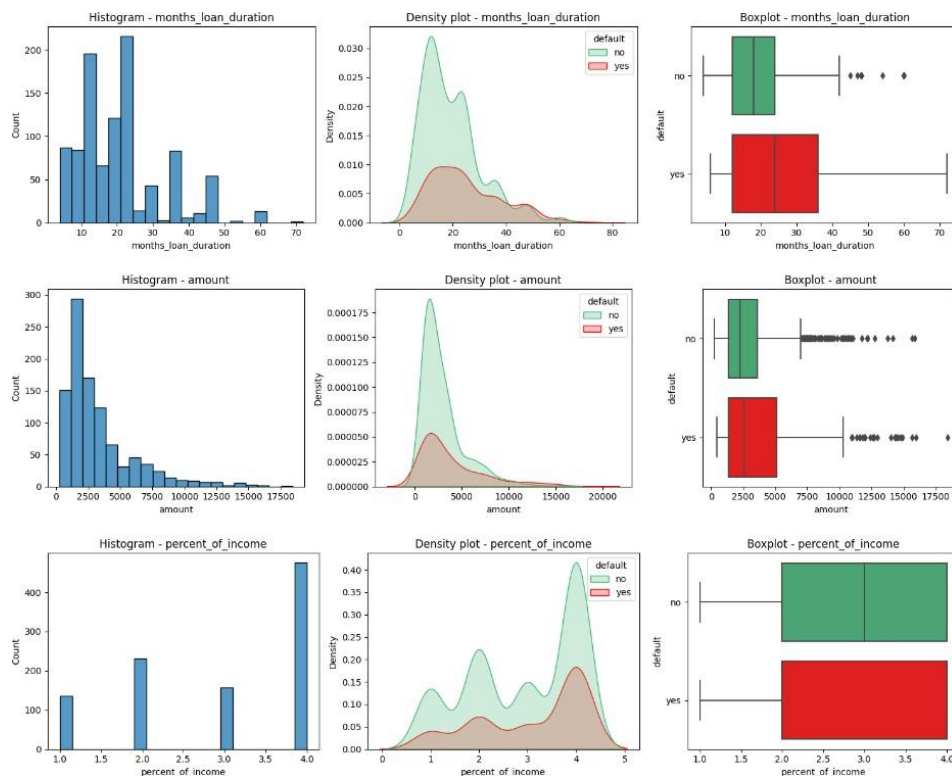 Histogram - months_loan_duration
200
150
100
50
0
Count
0 10 20 30 40 50 60 70
months_loan_duration
Density plot - months_loan_duration
0.030
0.025
0.020
0.015
0.010
0.005
0.000
Density
default
no
yes
0 20 40 60 80
months_loan_duration
Boxplot - months_loan_duration
no
yes
default
0 10 20 30 40 50 60 70
months_loan_duration
Histogram - amount
300
250
200
150
100
50
0
Count
0 2500 5000 7500 10000 12500 15000 17500
amount
Density plot - amount
0.000175
0.000150
0.000125
0.000100
0.000075
0.000050
0.000025
0.000000
Density
default
no
yes
0 5000 10000 15000 20000
amount
Boxplot - amount
no
yes
default
0 2500 5000 7500 10000 12500 15000 17500
amount
Histogram - percent_of_income
400
300
200
100
0
Count
1.0 1.5 2.0 2.5 3.0 3.5 4.0
percent_of_income
Density plot - percent_of_income
0.40
0.35
0.30
0.25
0.20
0.15
0.10
0.05
0.00
Density
default
no
yes
0 1 2 3 4 5
percent_of_income
Boxplot - percent_of_income
no
yes
default
1.0 1.5 2.0 2.5 3.0 3.5 4.0
percent_of_income